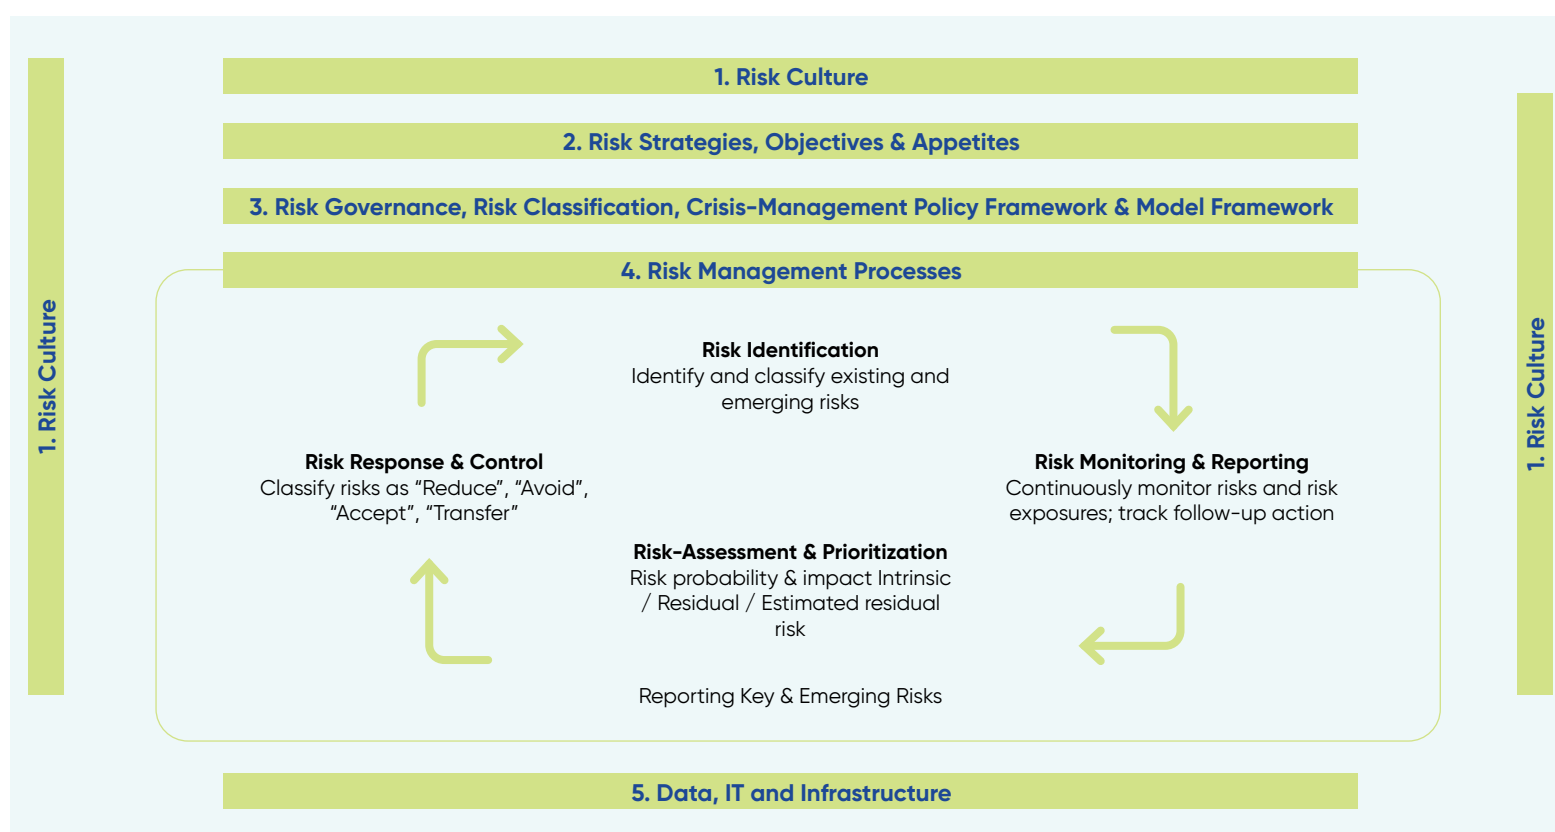 1. Risk Culture
2. Risk Strategies, Objectives & Appetites
3. Risk Governance, Risk Classification, Crisis-Management Policy Framework & Model Framework
4. Risk Management Processes
1. Risk Culture
Risk Identification
Identify and classify existing and
emerging risks
Risk Response & Control
Classify risks as “Reduce”, “Avoid”,
“Accept”, “Transfer”
Risk Monitoring & Reporting
Continuously monitor risks and risk
exposures; track follow-up action
Risk-Assessment & Prioritization
Risk probability & impact Intrinsic
/ Residual / Estimated residual
risk
Reporting Key & Emerging Risks
1. Risk Culture
5. Data, IT and Infrastructure